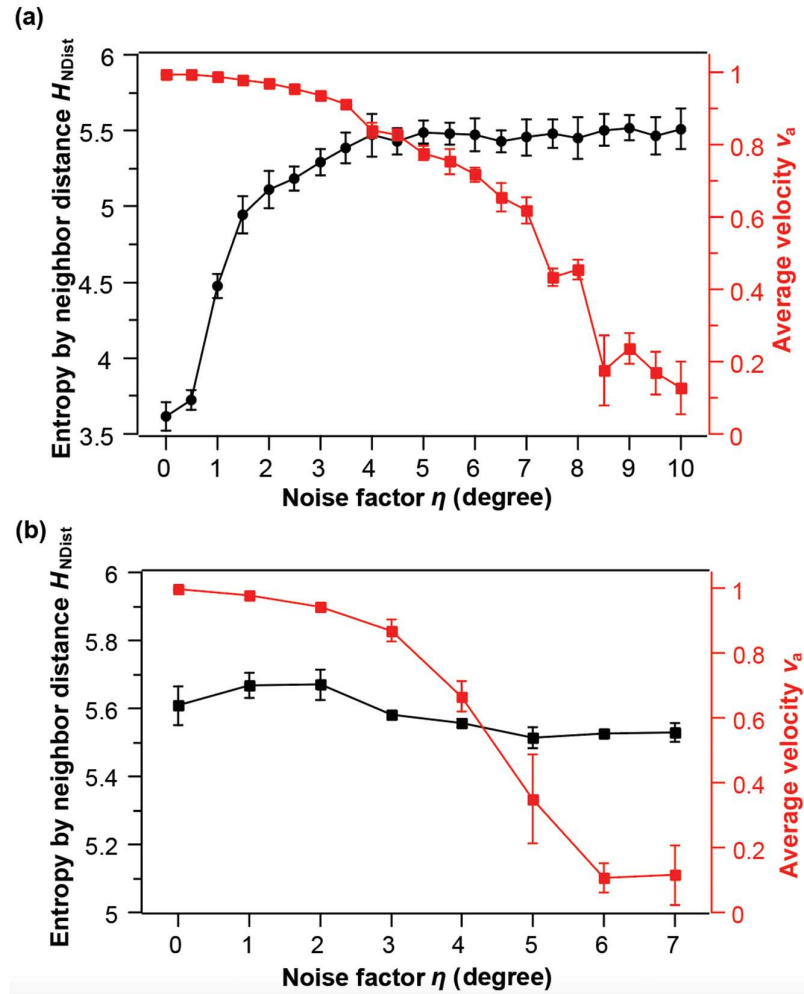 (a)
6
5.5
5
4.5
4
3.5
Entropy by neighbor distance H_NDist
1
0.8
0.6
0.4
0.2
0
Average velocity v_a
0 1 2 3 4 5 6 7 8 9 10
Noise factor η (degree)
(b)
6
5.8
5.6
5.4
5.2
5
Entropy by neighbor distance H_NDist
1
0.8
0.6
0.4
0.2
0
Average velocity v_a
0 1 2 3 4 5 6 7
Noise factor η (degree)